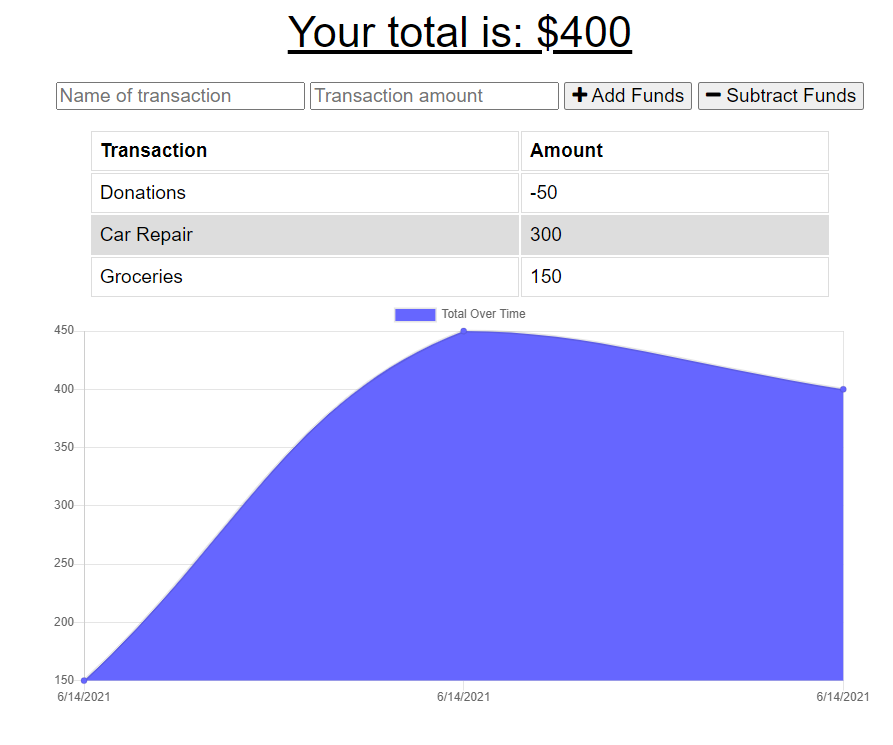 Your total is: $400
Name of transaction Transaction amount Add Funds Subtract Funds
Transaction Amount
Donations -50
Car Repair 300
Groceries 150
Total Over Time
450
400
350
300
250
200
150
6/14/2021 6/14/2021 6/14/2021